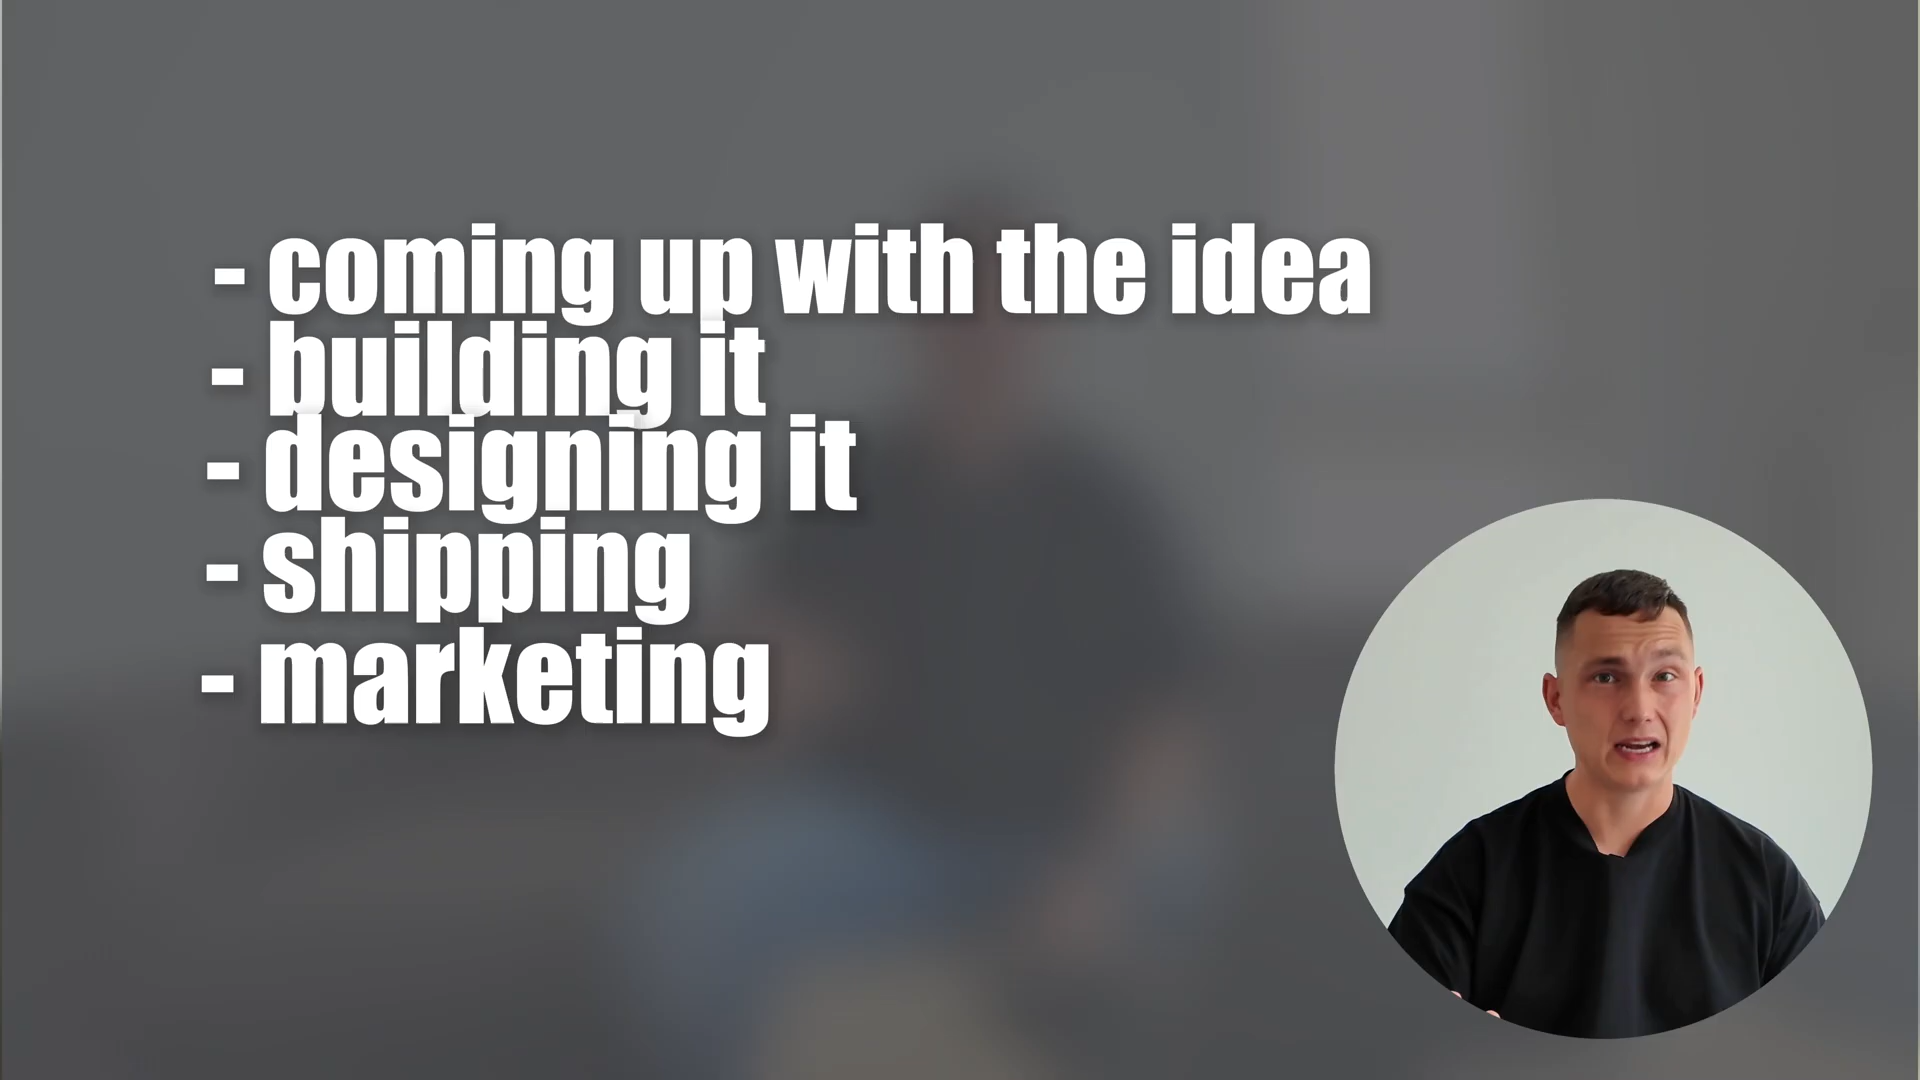 - coming up with the idea
- building it
- designing it
- shipping
- marketing